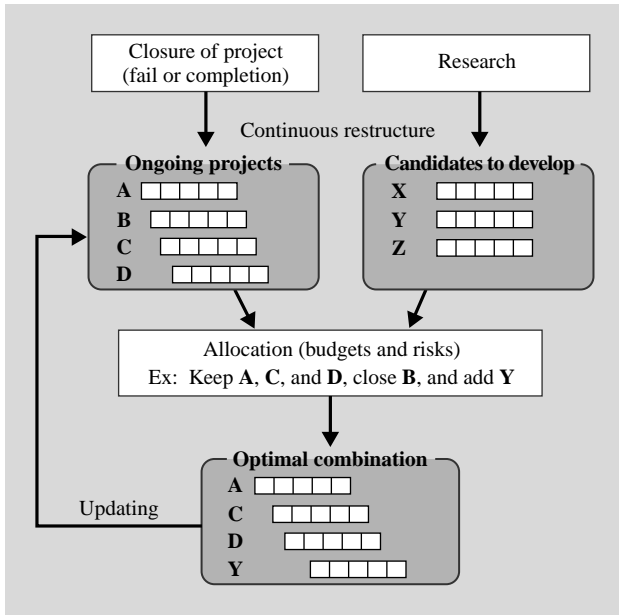 Closure of project
(fail or completion)
Research
Continuous restructure
Ongoing projects
A
B
C
D
Candidates to develop
X
Y
Z
Allocation (budgets and risks)
Ex: Keep A, C, and D, close B, and add Y
Optimal combination
A
C
D
Y
Updating